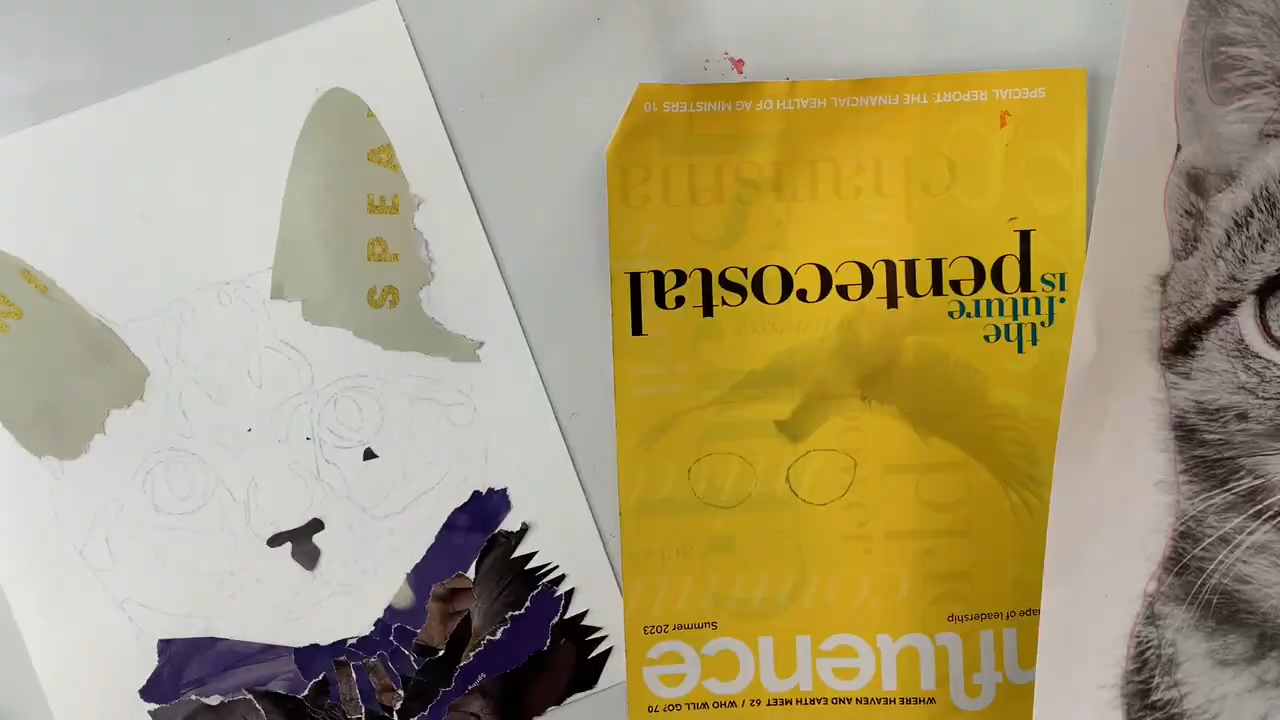 SPEA
WHERE HEAVEN AND EARTH MEET 62 / WHO WILL GO? 70
nfluence
ape of leadership
Summer 2023
the
future
is
pentecostal
charisma
SPECIAL REPORT: THE FINANCIAL HEALTH OF AG MINISTERS 10
Spring